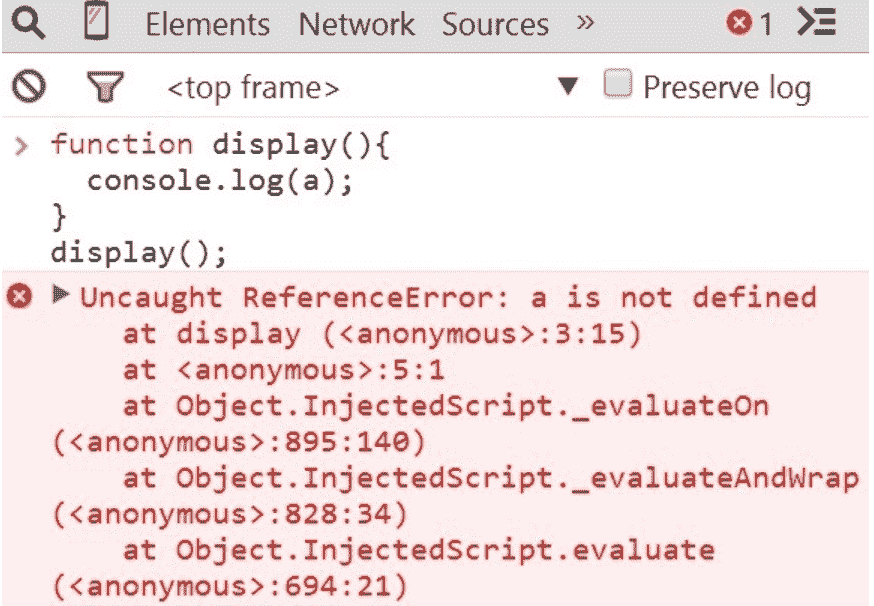 Elements Network Sources » 1
<top frame> ▼ Preserve log
> function display(){
console.log(a);
}
display();
Uncaught ReferenceError: a is not defined
at display (<anonymous>:3:15)
at <anonymous>:5:1
at Object.InjectedScript._evaluateOn
(<anonymous>:895:140)
at Object.InjectedScript._evaluateAndWrap
(<anonymous>:828:34)
at Object.InjectedScript.evaluate
(<anonymous>:694:21)